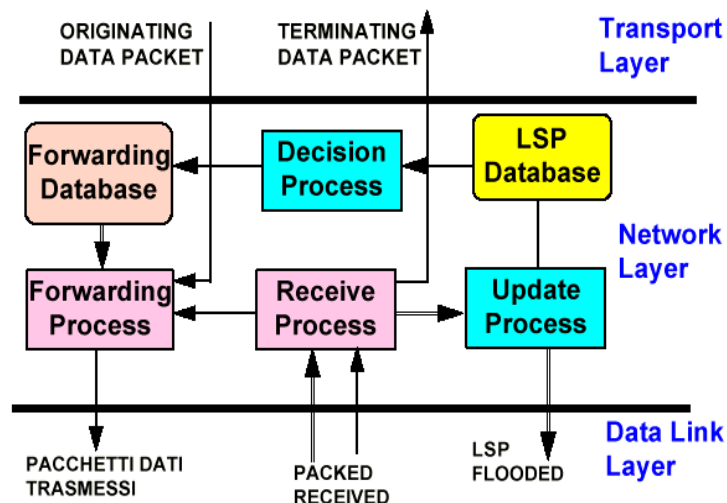 ORIGINATING
DATA PACKET
TERMINATING
DATA PACKET
Transport
Layer
Forwarding
Database
Decision
Process
LSP
Database
Network
Layer
Forwarding
Process
Receive
Process
Update
Process
Data Link
Layer
PACCHETTI DATI
TRASMESSI
PACKED
RECEIVED
LSP
FLOODED